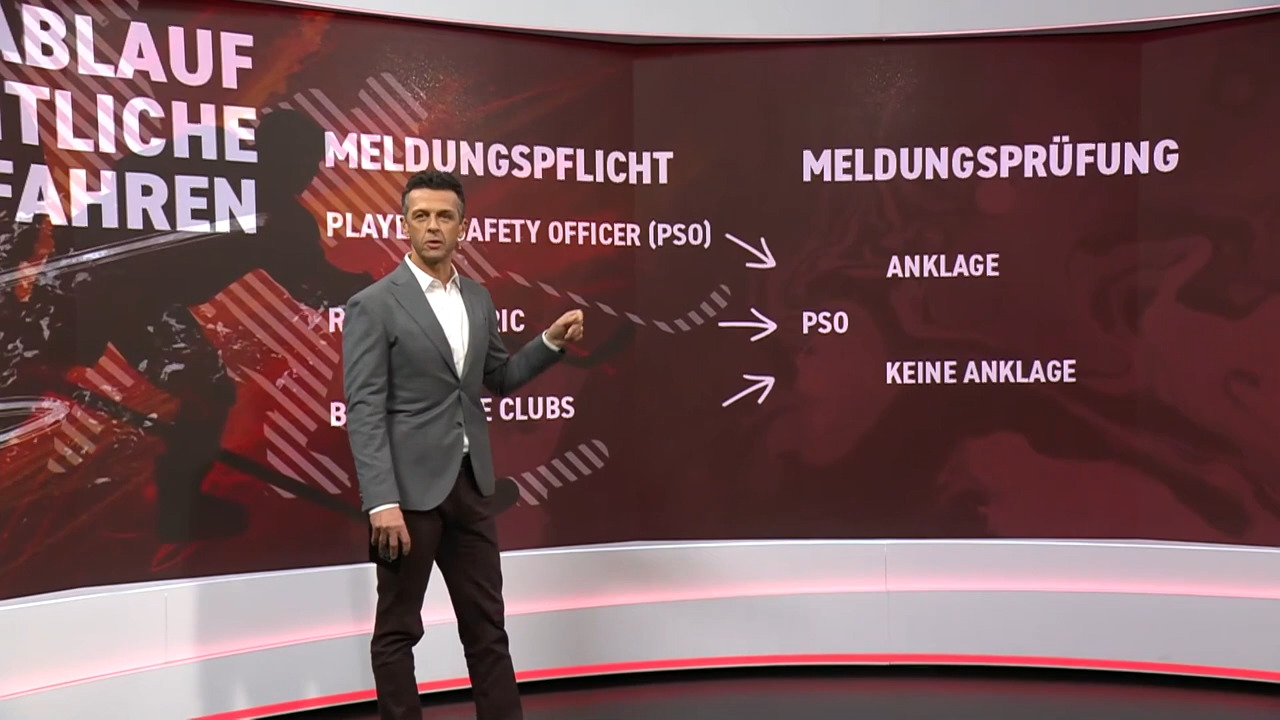 ABLAUF
TLICHE
FAHREN
MELDUNGSPFLICHT
SAFETY OFFICER (PSO)
CLUBS
MELDUNGSPRÜFUNG
ANKLAGE
PSO
KEINE ANKLAGE